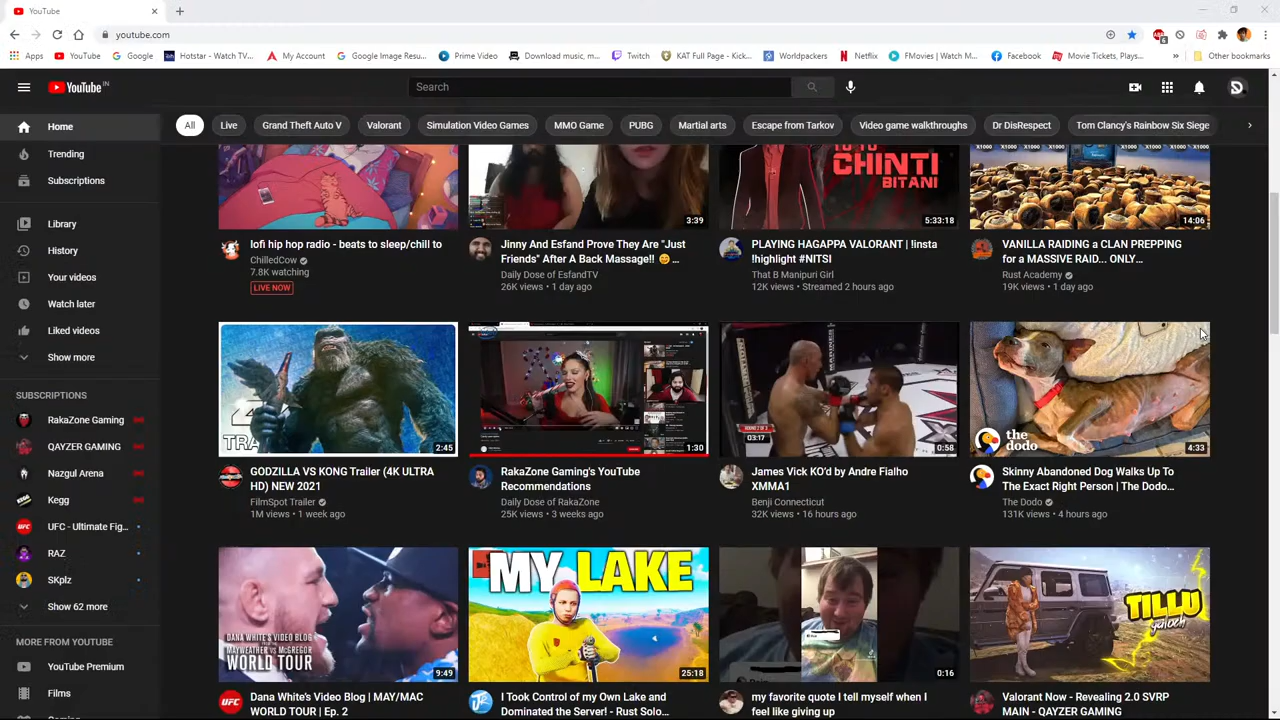 YouTube
youtube.com
Apps
YouTube
Google
Hotstar - Watch TV...
My Account
Google Image Resu...
Prime Video
Download music, m...
Twitch
KAT Full Page - Kick...
Worldpackers
Netflix
FMovies | Watch M...
Facebook
Movie Tickets, Plays...
Other bookmarks
YouTube IN
Search
Home
Trending
Subscriptions
Library
History
Your videos
Watch later
Liked videos
Show more
SUBSCRIPTIONS
RakaZone Gaming
QAYZER GAMING
Nazgul Arena
Kegg
UFC - Ultimate Fig...
RAZ
SKplz
Show 62 more
MORE FROM YOUTUBE
YouTube Premium
Films
All
Live
Grand Theft Auto V
Valorant
Simulation Video Games
MMO Game
PUBG
Martial arts
Escape from Tarkov
Video game walkthroughs
Dr DisRespect
Tom Clancy's Rainbow Six Siege
lofi hip hop radio - beats to sleep/chill to
ChilledCow
7.8K watching
LIVE NOW
3:39
Jinny And Esfand Prove They Are "Just
Friends" After A Back Massage!! 😄 ...
Daily Dose of EsfandTV
26K views • 1 day ago
CHINTI
BITANI
5:33:18
PLAYING HAGAPPA VALORANT | !insta
!highlight #NITSI
That B Manipuri Girl
12K views • Streamed 2 hours ago
X1000 X1000 X1000 X1000
14:06
VANILLA RAIDING a CLAN PREPPING
for a MASSIVE RAID... ONLY...
Rust Academy
19K views • 1 day ago
4
TRA
2:45
GODZILLA VS KONG Trailer (4K ULTRA
HD) NEW 2021
FilmSpot Trailer
1M views • 1 week ago
1:30
RakaZone Gaming's YouTube
Recommendations
Daily Dose of RakaZone
25K views • 3 weeks ago
ROUND 2 OF 3
03:17
0:58
James Vick KO'd by Andre Fialho
XMMA1
Benji Connecticut
32K views • 16 hours ago
the
dodo
4:33
Skinny Abandoned Dog Walks Up To
The Exact Right Person | The Dodo...
The Dodo
131K views • 4 hours ago
DANA WHITE'S VIDEO BLOG
MAYWEATHER vs McGREGOR
WORLD TOUR
9:49
Dana White's Video Blog | MAY/MAC
WORLD TOUR | Ep. 2
MY LAKE
25:18
I Took Control of my Own Lake and
Dominated the Server! - Rust Solo...
0:16
my favorite quote I tell myself when I
feel like giving up
TILLU
Valorant Now - Revealing 2.0 SVRP
MAIN - QAYZER GAMING